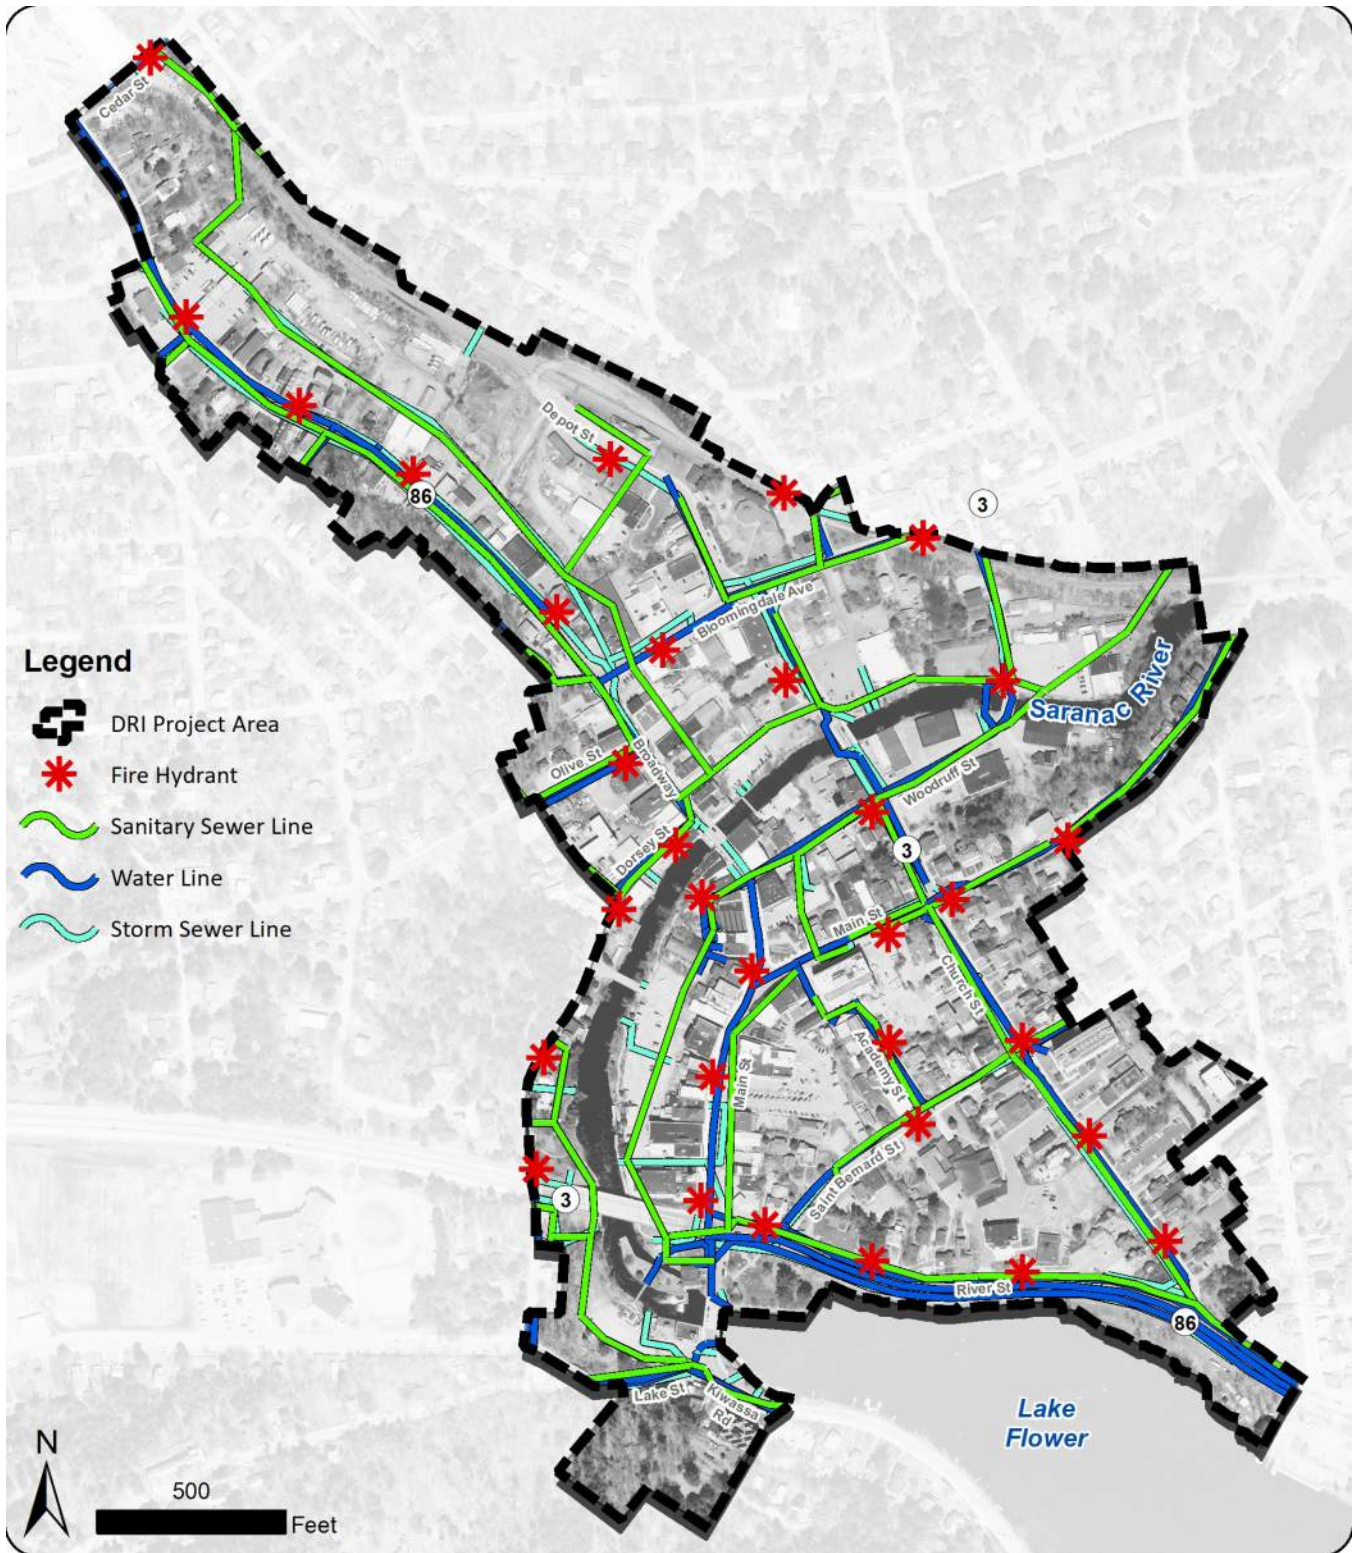 Cedar St
Depot St
86
3
Bloomingdale Ave
Saranac River
Legend
DRI Project Area
Fire Hydrant
Sanitary Sewer Line
Water Line
Storm Sewer Line
Olive St
Broadway
Woodruff St
Dorsey St
3
Main St
Church St
Academy St
Main St
Saint Bernard St
3
River St
86
Lake St
Kiwassa
Rd
Lake
Flower
N
500
Feet